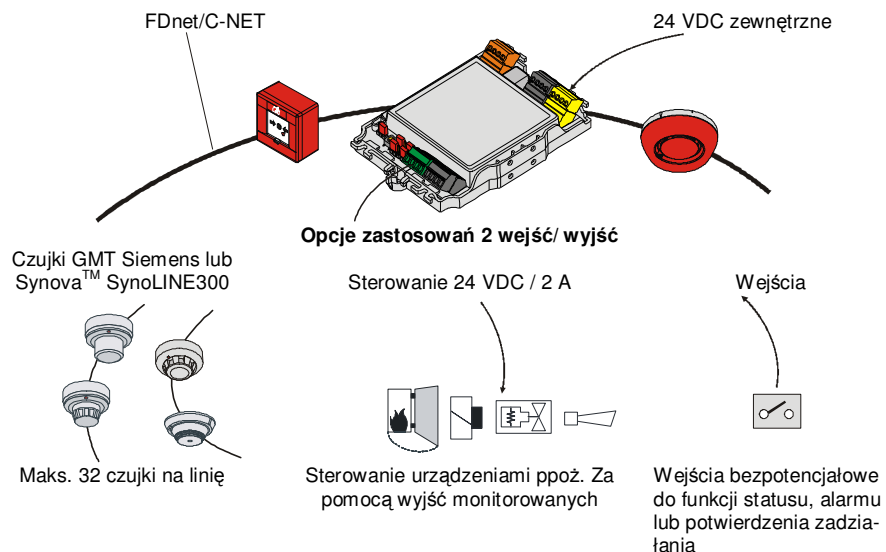 FDnet/C-NET
24 VDC zewnętrzne
Opcje zastosowań 2 wejść/ wyjść
Czujki GMT Siemens lub
Synova™ SynoLINE300
Sterowanie 24 VDC / 2 A
Wejścia
Maks. 32 czujki na linię
Sterowanie urządzeniami ppoż. Za
pomocą wyjść monitorowanych
Wejścia bezpotencjałowe
do funkcji statusu, alarmu
lub potwierdzenia zadzia-
łania